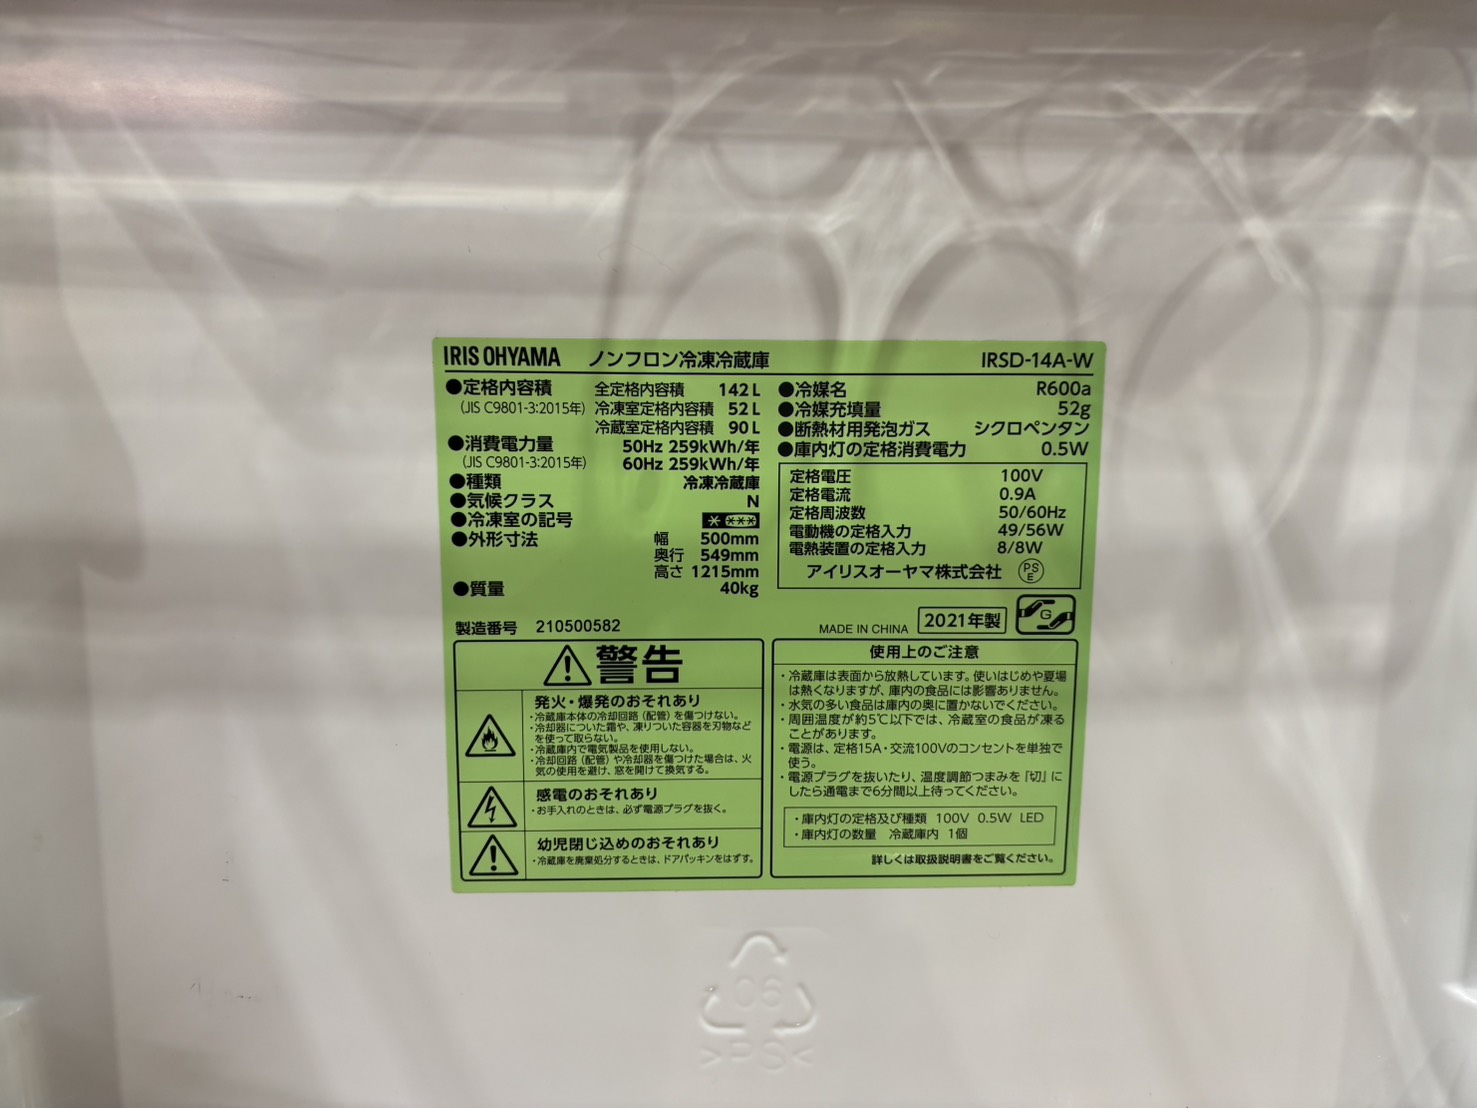 IRIS OHYAMA ノンフロン冷凍冷蔵庫 IRSD-14A-W
●定格内容積 全定格内容積 142L
(JIS C9801-3:2015年) 冷凍室定格内容積 52L
冷蔵室定格内容積 90L
●消費電力量 50Hz 259kWh/年
(JIS C9801-3:2015年) 60Hz 259kWh/年
●種類 冷凍冷蔵庫
●気候クラス N
●冷凍室の記号 * ***
●外形寸法 幅 500mm
奥行 549mm
高さ 1215mm
●質量 40kg
製造番号 210500582
●冷媒名 R600a
●冷媒充填量 52g
●断熱材用発泡ガス シクロペンタン
●庫内灯の定格消費電力 0.5W
定格電圧 100V
定格電流 0.9A
定格周波数 50/60Hz
電動機の定格入力 49/56W
電熱装置の定格入力 8/8W
アイリスオーヤマ株式会社 PSE
MADE IN CHINA 2021年製 G
警告
発火・爆発のおそれあり
・冷蔵庫本体の冷却回路（配管）を傷つけない。
・冷却器についた霜や、凍りついた容器を刃物など
を使って取らない。
・冷蔵庫内で電気製品を使用しない。
・冷却回路（配管）や冷却器を傷つけた場合は、火
気の使用を避け、窓を開けて換気する。
感電のおそれあり
・お手入れのときは、必ず電源プラグを抜く。
幼児閉じ込めのおそれあり
・冷蔵庫を廃棄処分するときは、ドアパッキンをはずす。
使用上のご注意
・冷蔵庫は表面から放熱しています。使いはじめや夏場
は熱くなりますが、庫内の食品には影響ありません。
・水気の多い食品は庫内の奥に置かないでください。
・周囲温度が約5℃以下では、冷蔵室の食品が凍る
ことがあります。
・電源は、定格15A・交流100Vのコンセントを単独で
使う。
・電源プラグを抜いたり、温度調節つまみを『切』に
したら通電まで6分間以上待ってください。
・庫内灯の定格及び種類 100V 0.5W LED
・庫内灯の数量 冷蔵庫内 1個
詳しくは取扱説明書をご覧ください。
06
>PS<